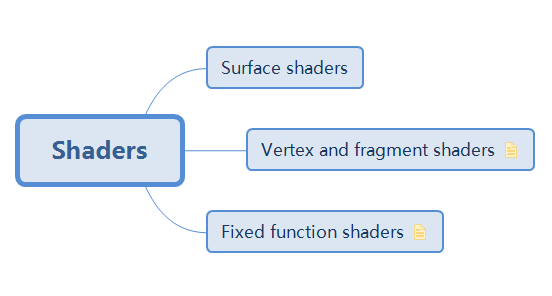 Surface shaders
Shaders
Vertex and fragment shaders
Fixed function shaders